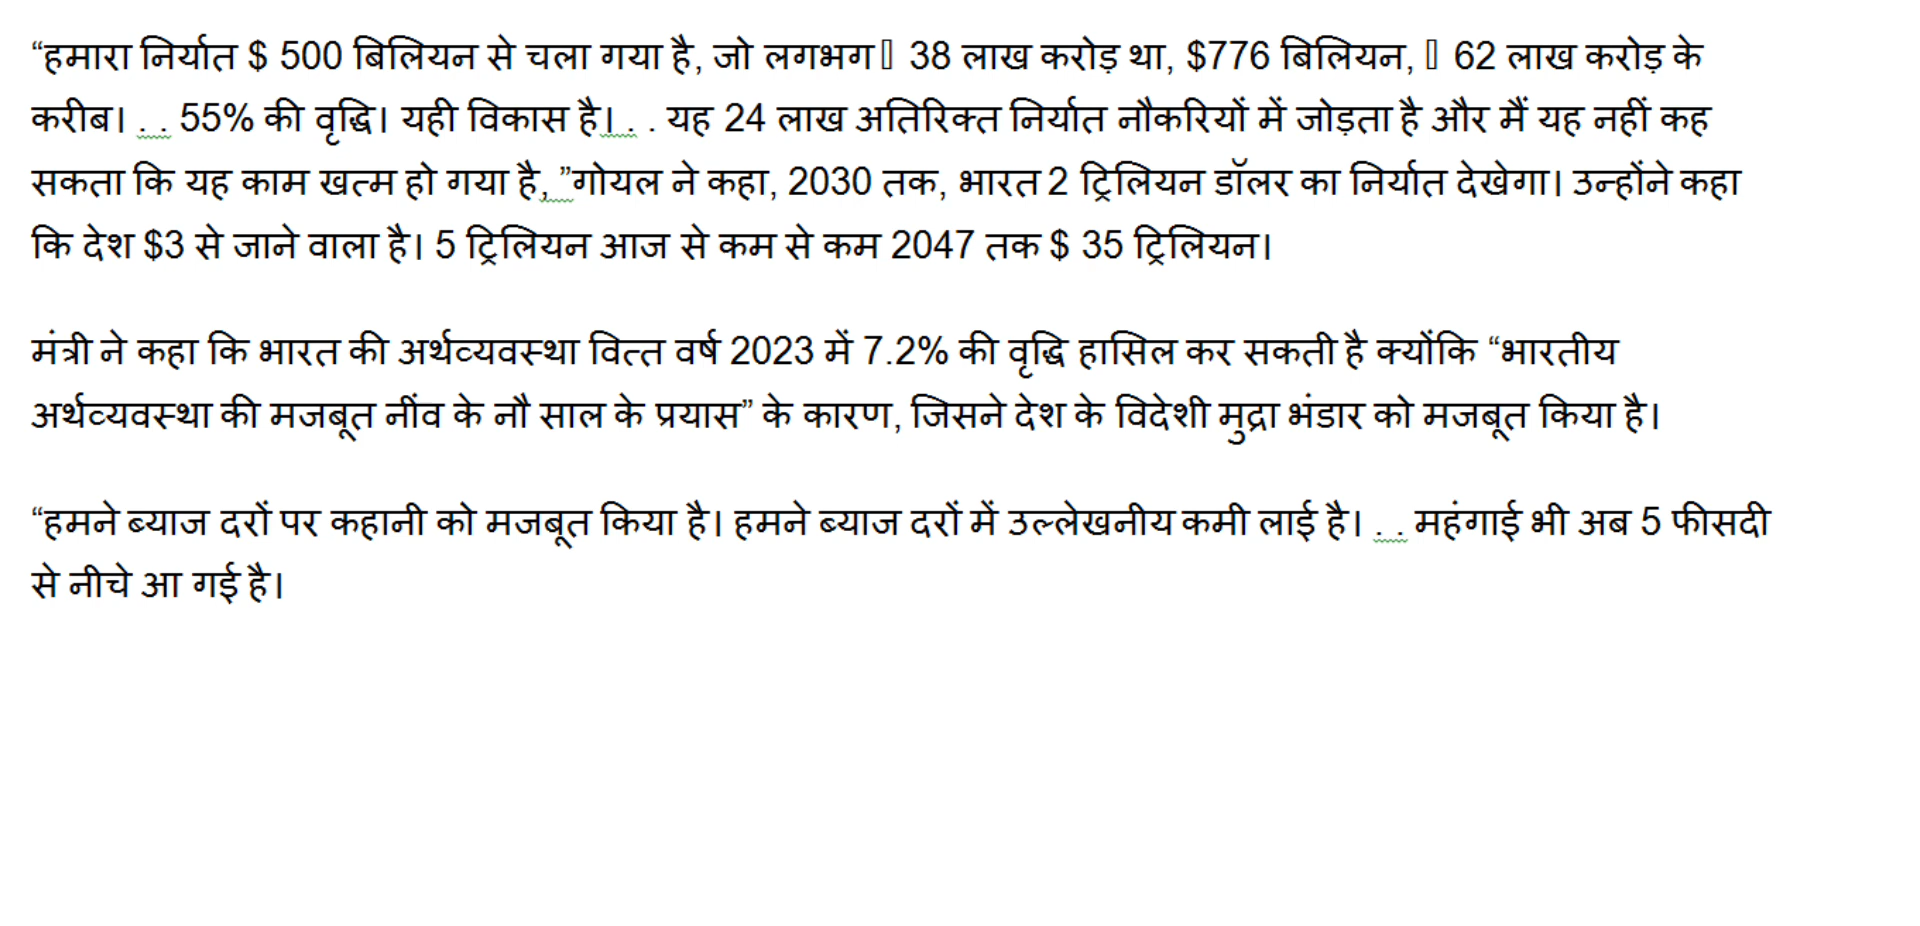 “हमारा निर्यात $ 500 बिलियन से चला गया है, जो लगभग 38 लाख करोड़ था, $776 बिलियन, 62 लाख करोड़ के
करीब। . . 55% की वृद्धि। यही विकास है। . . यह 24 लाख अतिरिक्त निर्यात नौकरियों में जोड़ता है और मैं यह नहीं कह
सकता कि यह काम खत्म हो गया है, ”गोयल ने कहा, 2030 तक, भारत 2 ट्रिलियन डॉलर का निर्यात देखेगा। उन्होंने कहा
कि देश $3 से जाने वाला है। 5 ट्रिलियन आज से कम से कम 2047 तक $ 35 ट्रिलियन।
मंत्री ने कहा कि भारत की अर्थव्यवस्था वित्त वर्ष 2023 में 7.2% की वृद्धि हासिल कर सकती है क्योंकि “भारतीय
अर्थव्यवस्था की मजबूत नींव के नौ साल के प्रयास” के कारण, जिसने देश के विदेशी मुद्रा भंडार को मजबूत किया है।
“हमने ब्याज दरों पर कहानी को मजबूत किया है। हमने ब्याज दरों में उल्लेखनीय कमी लाई है। . . महंगाई भी अब 5 फीसदी
से नीचे आ गई है।